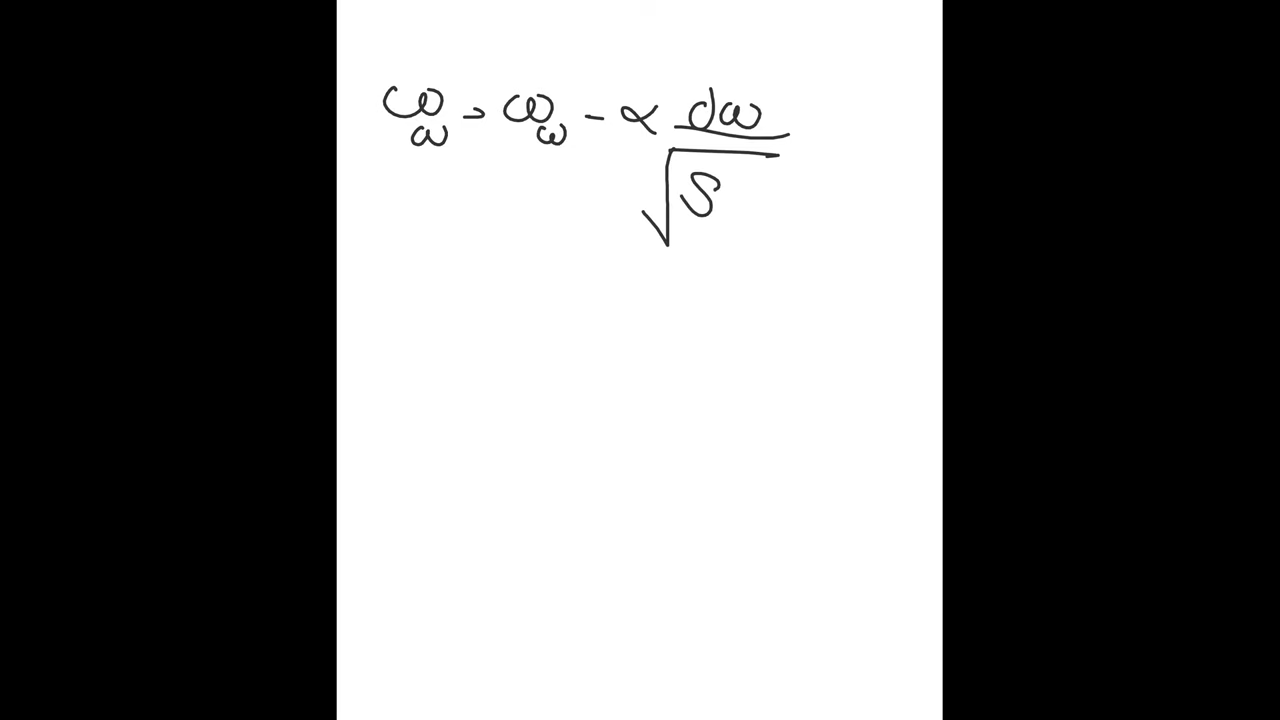 ω_ω = ω_ω - α dω / √S